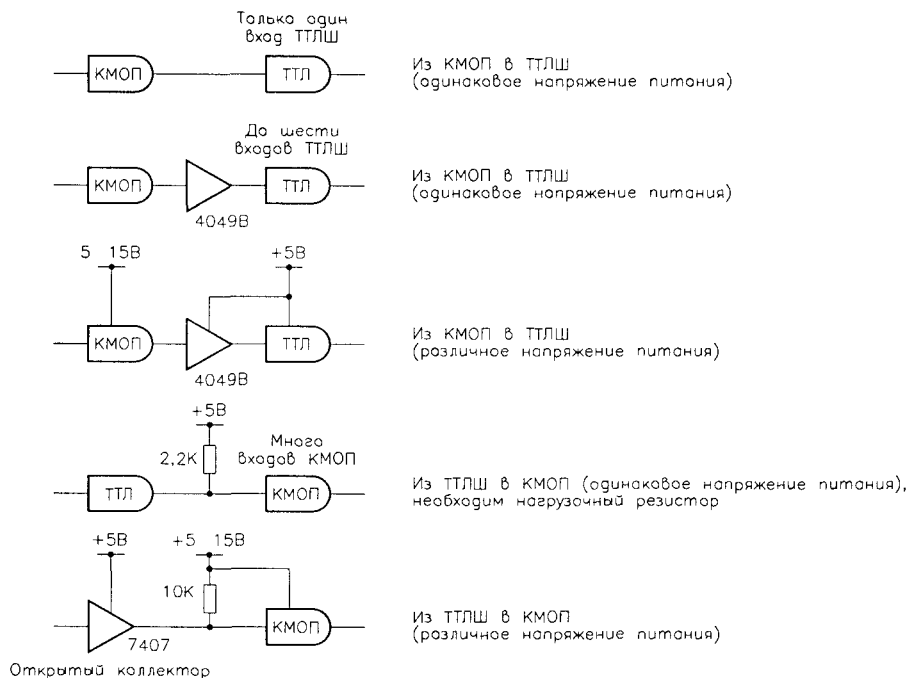 Только один
вход ТТЛШ
КМОП
ТТЛ
Из КМОП в ТТЛШ
(одинаковое напряжение питания)
До шести
входов ТТЛШ
КМОП
4049В
ТТЛ
Из КМОП в ТТЛШ
(одинаковое напряжение питания)
5 15В
+5В
КМОП
4049В
ТТЛ
Из КМОП в ТТЛШ
(различное напряжение питания)
+5В
2,2К
Много
входов КМОП
ТТЛ
КМОП
Из ТТЛШ в КМОП (одинаковое напряжение питания),
необходим нагрузочный резистор
+5В
+5 15В
10К
7407
КМОП
Из ТТЛШ в КМОП
(различное напряжение питания)
Открытый коллектор